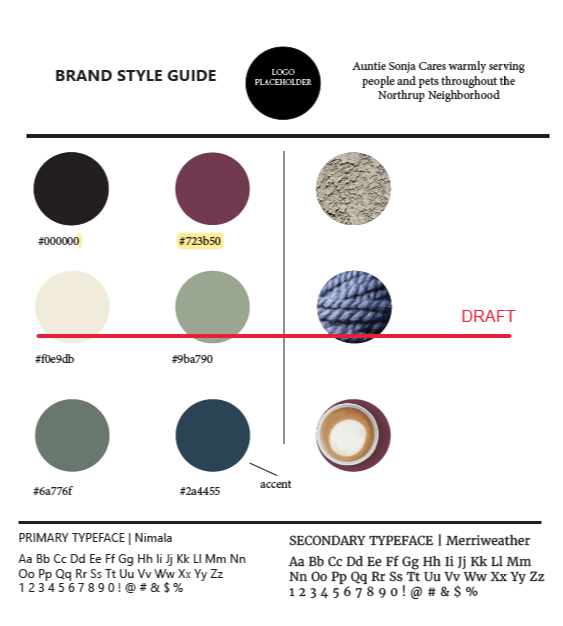 BRAND STYLE GUIDE
LOGO
PLACEHOLDER
Auntie Sonja Cares warmly serving
people and pets throughout the
Northrup Neighborhood
#000000
#723b50
DRAFT
#f0e9db
#9ba790
#6a776f
#2a4455
accent
PRIMARY TYPEFACE | Nimala
Aa Bb Cc Dd Ee Ff Gg Hh Ii Jj Kk Ll Mm Nn
Oo Pp Qq Rr Ss Tt Uu Vv Ww Xx Yy Zz
1 2 3 4 5 6 7 8 9 0 ! @ # & $ %
SECONDARY TYPEFACE | Merriweather
Aa Bb Cc Dd Ee Ff Gg Hh Ii Jj Kk Ll Mm
Nn Oo Pp Qq Rr Ss Tt Uu Vv Ww Xx Yy Zz
1 2 3 4 5 6 7 8 9 0 ! @ # & $ %